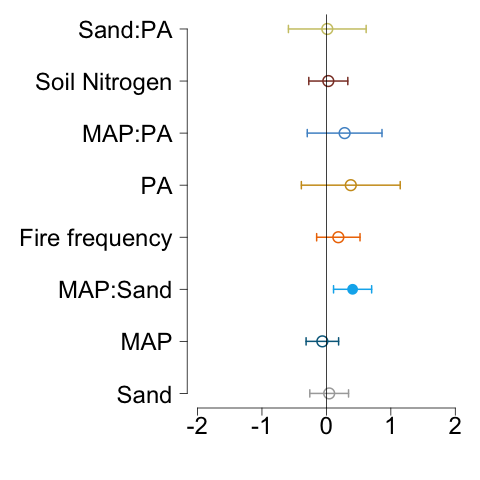 Sand:PA
Soil Nitrogen
MAP:PA
PA
Fire frequency
MAP:Sand
MAP
Sand
-2 -1 0 1 2